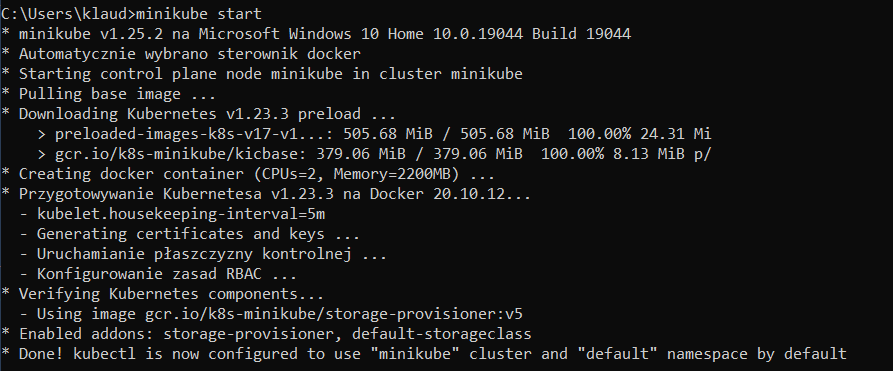 C:\Users\klaud>minikube start
* minikube v1.25.2 na Microsoft Windows 10 Home 10.0.19044 Build 19044
* Automatycznie wybrano sterownik docker
* Starting control plane node minikube in cluster minikube
* Pulling base image ...
* Downloading Kubernetes v1.23.3 preload ...
    > preloaded-images-k8s-v17-v1...: 505.68 MiB / 505.68 MiB  100.00% 24.31 Mi
    > gcr.io/k8s-minikube/kicbase: 379.06 MiB / 379.06 MiB  100.00% 8.13 MiB p/
* Creating docker container (CPUs=2, Memory=2200MB) ...
* Przygotowywanie Kubernetesa v1.23.3 na Docker 20.10.12...
  - kubelet.housekeeping-interval=5m
  - Generating certificates and keys ...
  - Uruchamianie płaszczyzny kontrolnej ...
  - Konfigurowanie zasad RBAC ...
* Verifying Kubernetes components...
  - Using image gcr.io/k8s-minikube/storage-provisioner:v5
* Enabled addons: storage-provisioner, default-storageclass
* Done! kubectl is now configured to use "minikube" cluster and "default" namespace by default